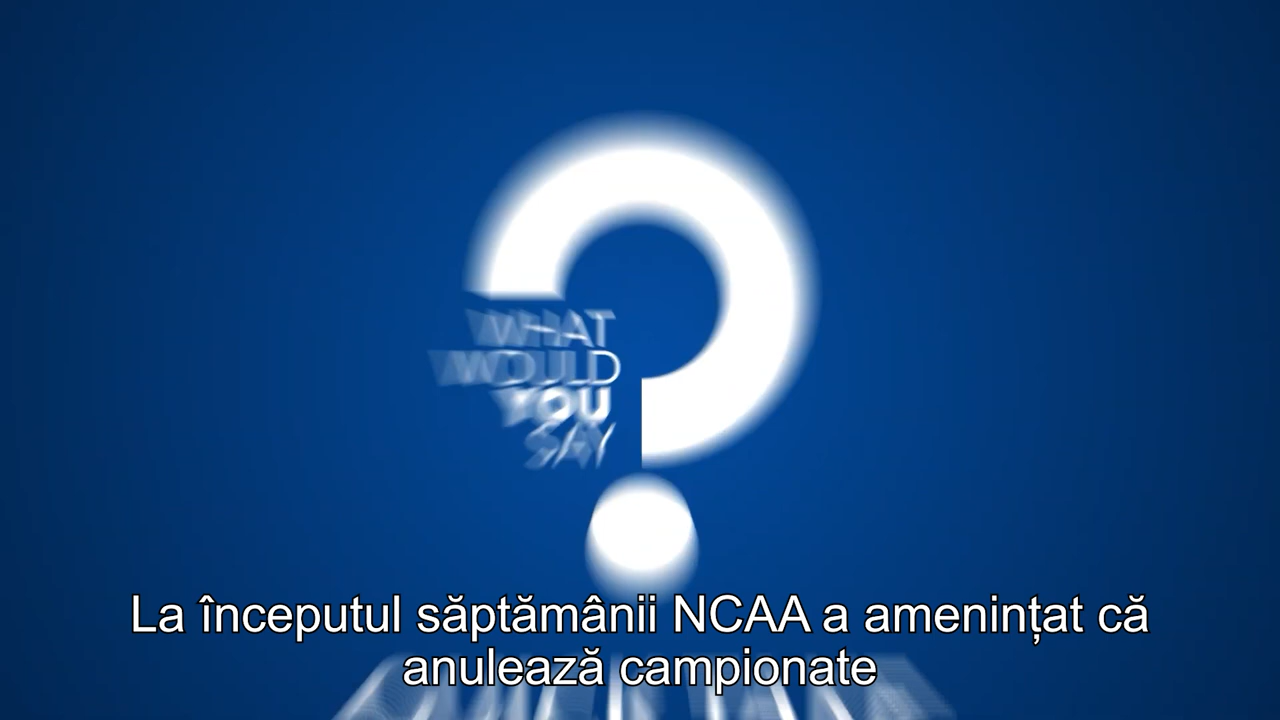 WHAT
WOULD
YOU
SAY
La începutul săptămânii NCAA a amenințat că
anulează campionate